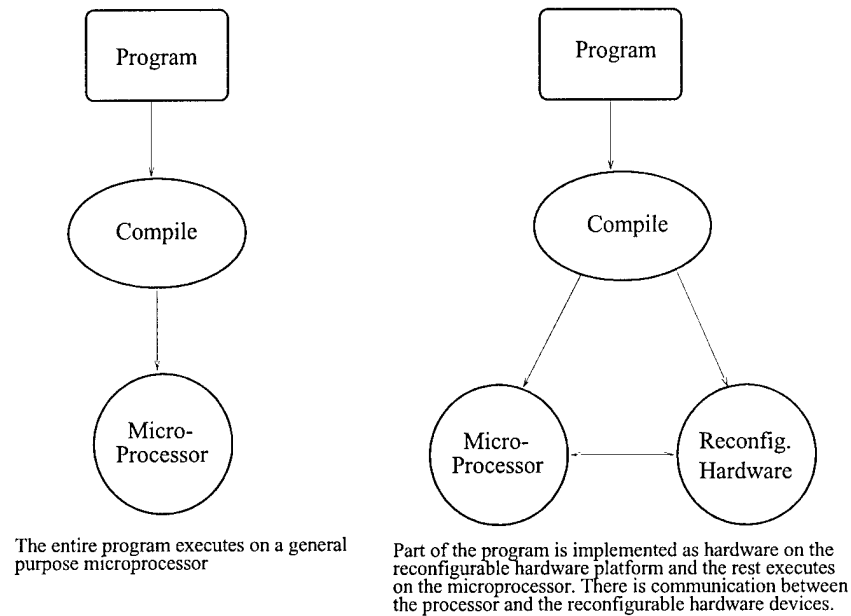 Program
Compile
Micro-
Processor
The entire program executes on a general
purpose microprocessor
Program
Compile
Micro-
Processor
Reconfig.
Hardware
Part of the program is implemented as hardware on the
reconfigurable hardware platform and the rest executes
on the microprocessor. There is communication between
the processor and the reconfigurable hardware devices.